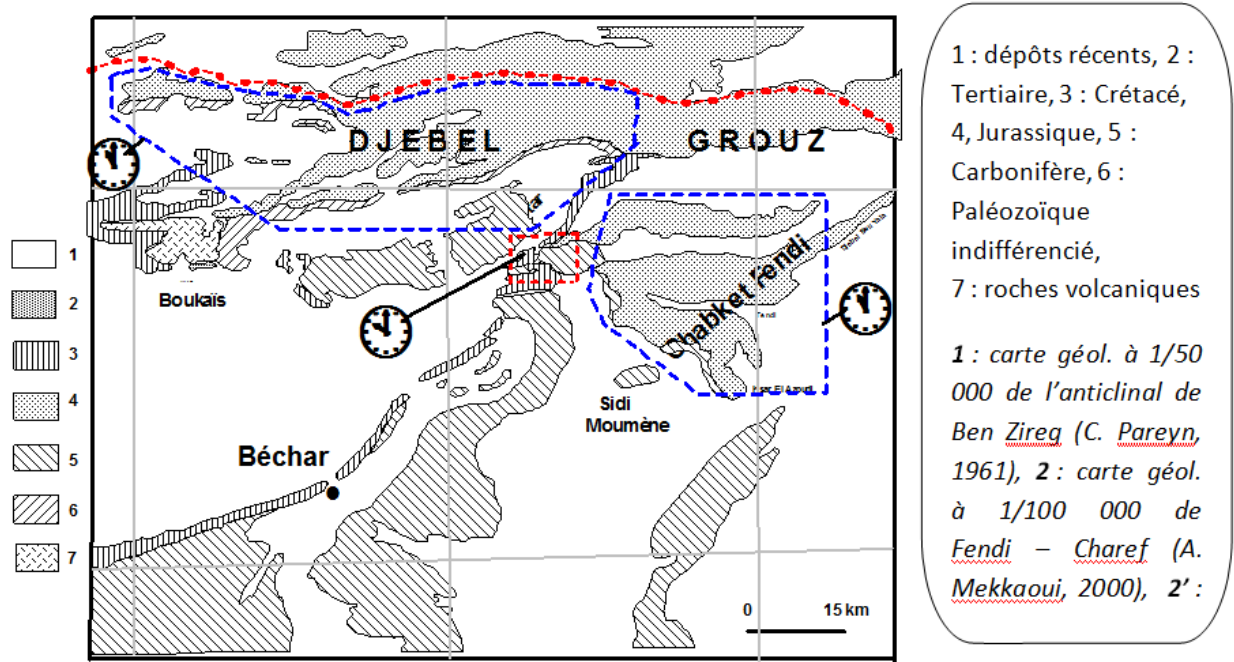 DJEBEL GROUZ
1
2
3
4
5
6
7
Boukaïs
Chabket Fendi
Fendi
Sidi
Moumène
Béchar
0 15 km
1 : dépôts récents, 2 :
Tertiaire, 3 : Crétacé,
4, Jurassique, 5 :
Carbonifère, 6 :
Paléozoïque
indifférencié,
7 : roches volcaniques
1 : carte géol. à 1/50
000 de l’anticlinal de
Ben Zireg (C. Pareyn,
1961), 2 : carte géol.
à 1/100 000 de
Fendi – Charef (A.
Mekkaoui, 2000), 2’ :